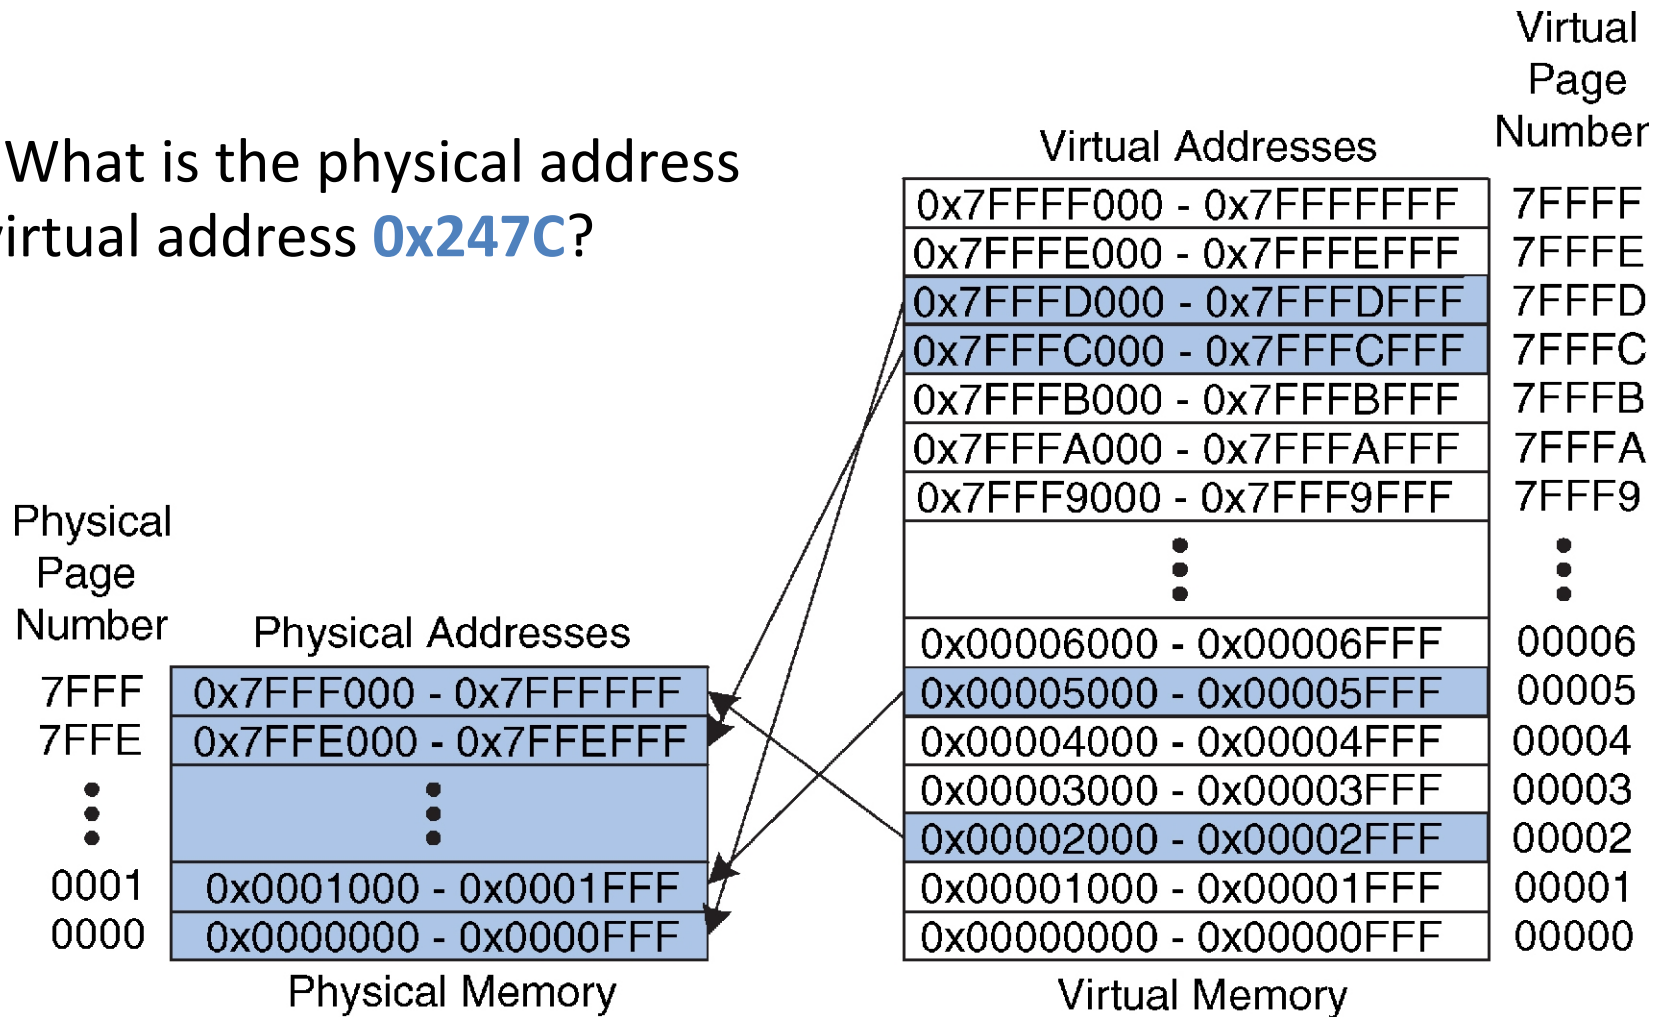 What is the physical address
virtual address 0x247C?
Virtual
Page
Number
Virtual Addresses
0x7FFFF000 - 0x7FFFFFFF 7FFFF
0x7FFFE000 - 0x7FFFEFFF 7FFFE
0x7FFFD000 - 0x7FFFDFFF 7FFFD
0x7FFFC000 - 0x7FFFCFFF 7FFFC
0x7FFFB000 - 0x7FFFBFFF 7FFFB
0x7FFFA000 - 0x7FFFAFFF 7FFFA
0x7FFF9000 - 0x7FFF9FFF 7FFF9
0x00006000 - 0x00006FFF 00006
0x00005000 - 0x00005FFF 00005
0x00004000 - 0x00004FFF 00004
0x00003000 - 0x00003FFF 00003
0x00002000 - 0x00002FFF 00002
0x00001000 - 0x00001FFF 00001
0x00000000 - 0x00000FFF 00000
Virtual Memory
Physical
Page
Number
Physical Addresses
7FFF 0x7FFF000 - 0x7FFFFFF
7FFE 0x7FFE000 - 0x7FFEFFF
0001 0x0001000 - 0x0001FFF
0000 0x0000000 - 0x0000FFF
Physical Memory